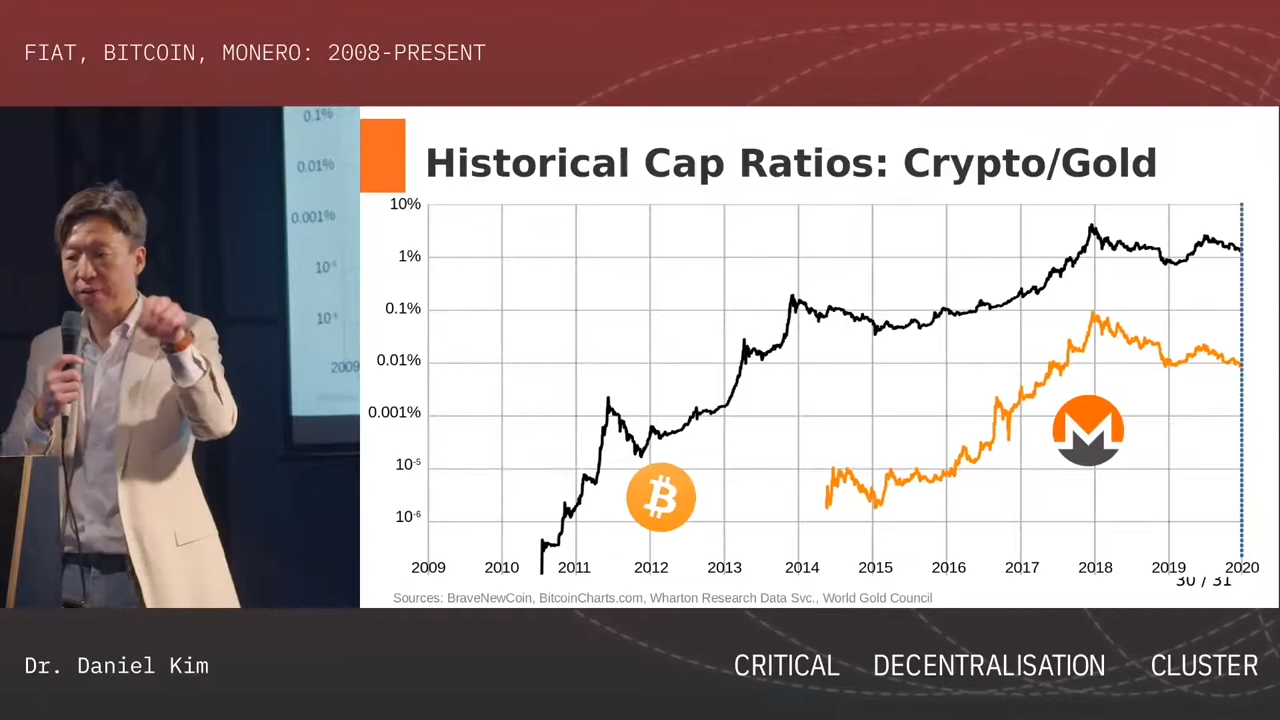 FIAT, BITCOIN, MONERO: 2008-PRESENT
0.1%
0.01%
0.001%
2009
Historical Cap Ratios: Crypto/Gold
10%
1%
0.1%
0.01%
0.001%
10⁻⁵
10⁻⁶
2009 2010 2011 2012 2013 2014 2015 2016 2017 2018 2019 2020
30 / 31
Sources: BraveNewCoin, BitcoinCharts.com, Wharton Research Data Svc., World Gold Council
Dr. Daniel Kim
CRITICAL DECENTRALISATION CLUSTER